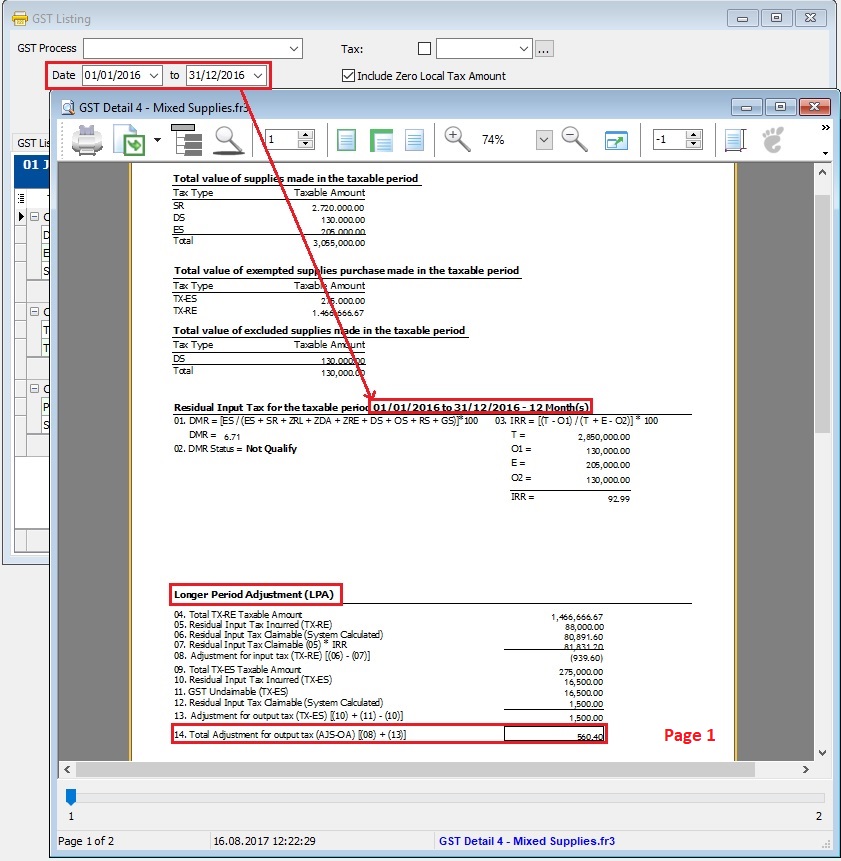 GST Listing
GST Process
Tax:
...
Date 01/01/2016 to 31/12/2016
Include Zero Local Tax Amount
GST Detail 4 - Mixed Supplies.fr3
1
74%
-1
»
GST Lis
01 J
C
D
E
S
C
T
T
C
P
S
Total value of supplies made in the taxable period
Tax Type Taxable Amount
SR 2.720.000.00
DS 130.000.00
ES 205.000.00
Total 3,055,000.00
Total value of exempted supplies purchase made in the taxable period
Tax Type Taxable Amount
TX-ES 275.000.00
TX-RE 1.466,666.67
Total value of excluded supplies made in the taxable period
Tax Type Taxable Amount
DS 130,000.00
Total 130,000.00
Residual Input Tax for the taxable period 01/01/2016 to 31/12/2016 - 12 Month(s)
01. DMR = [ES / (ES + SR + ZRL + ZDA + ZRE + DS + OS + RS + GS)]*100 03. IRR = [(T - O1) / (T + E - O2)] * 100
DMR = 6.71 T = 2,850,000.00
02. DMR Status = Not Qualify O1 = 130,000.00
E = 205,000.00
O2 = 130,000.00
IRR = 92.99
Longer Period Adjustment (LPA)
04. Total TX-RE Taxable Amount 1,466,666.67
05. Residual Input Tax Incurred (TX-RE) 88,000.00
06. Residual Input Tax Claimable (System Calculated) 80,891.60
07. Residual Input Tax Claimable (05) * IRR 81,831.20
08. Adjustment for input tax (TX-RE) [(06) - (07)] (939.60)
09. Total TX-ES Taxable Amount 275,000.00
10. Residual Input Tax Incurred (TX-ES) 16,500.00
11. GST Undaimable (TX-ES) 16,500.00
12. Residual Input Tax Claimable (System Calculated) 1,500.00
13. Adjustment for output tax (TX-ES) [(10) + (11) - (10)] 1,500.00
14. Total Adjustment for output tax (AJS-OA) [(08) + (13)] 560.40
Page 1
1 2
Page 1 of 2 16.08.2017 12:22:29 GST Detail 4 - Mixed Supplies.fr3